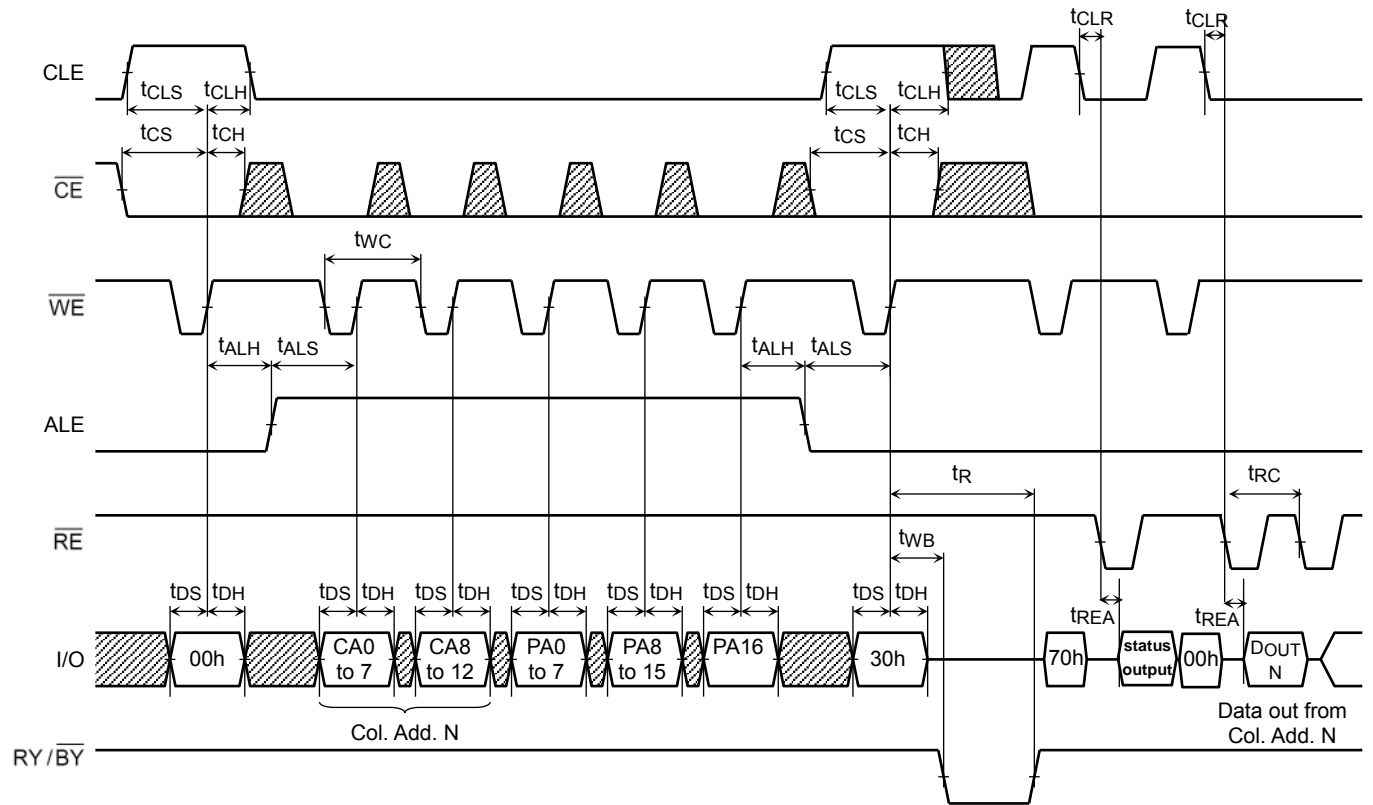 tCLR tCLR
CLE
tCLS tCLH tCLS tCLH
tCS tCH tCS tCH
CE
tWC
WE
tALH tALS tALH tALS
ALE
tR tRC
RE
tWB
tDS tDH tDS tDH tDS tDH tDS tDH tDS tDH tDS tDH tDS tDH
tREA tREA
I/O 00h CA0 to 7 CA8 to 12 PA0 to 7 PA8 to 15 PA16 30h 70h status output 00h DOUT N
Col. Add. N
Data out from
Col. Add. N
RY/BY